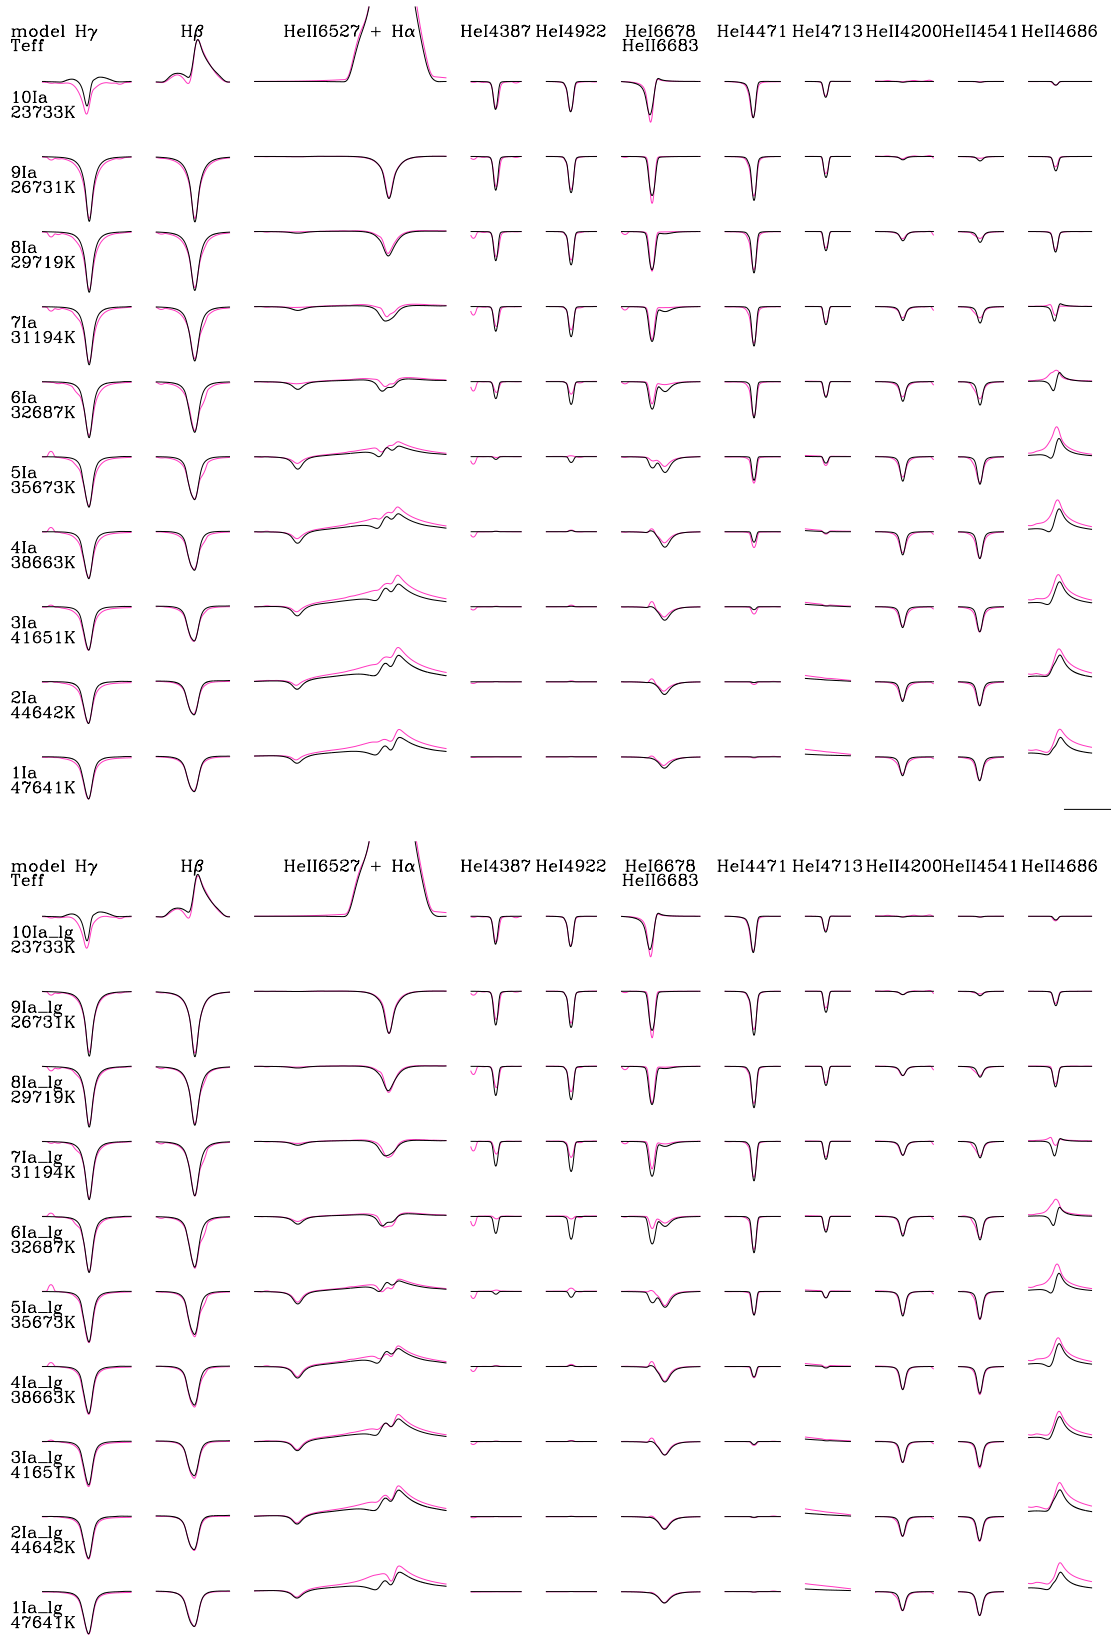 model Hγ Hβ HeII6527 + Hα HeI4387 HeI4922 HeI6678 HeI4471 HeI4713 HeII4200 HeII4541 HeII4686
Teff HeII6683
10Ia
23733K
9Ia
26731K
8Ia
29719K
7Ia
31194K
6Ia
32687K
5Ia
35673K
4Ia
38663K
3Ia
41651K
2Ia
44642K
1Ia
47641K
model Hγ Hβ HeII6527 + Hα HeI4387 HeI4922 HeI6678 HeI4471 HeI4713 HeII4200 HeII4541 HeII4686
Teff HeII6683
10Ia_lg
23733K
9Ia_lg
26731K
8Ia_lg
29719K
7Ia_lg
31194K
6Ia_lg
32687K
5Ia_lg
35673K
4Ia_lg
38663K
3Ia_lg
41651K
2Ia_lg
44642K
1Ia_lg
47641K